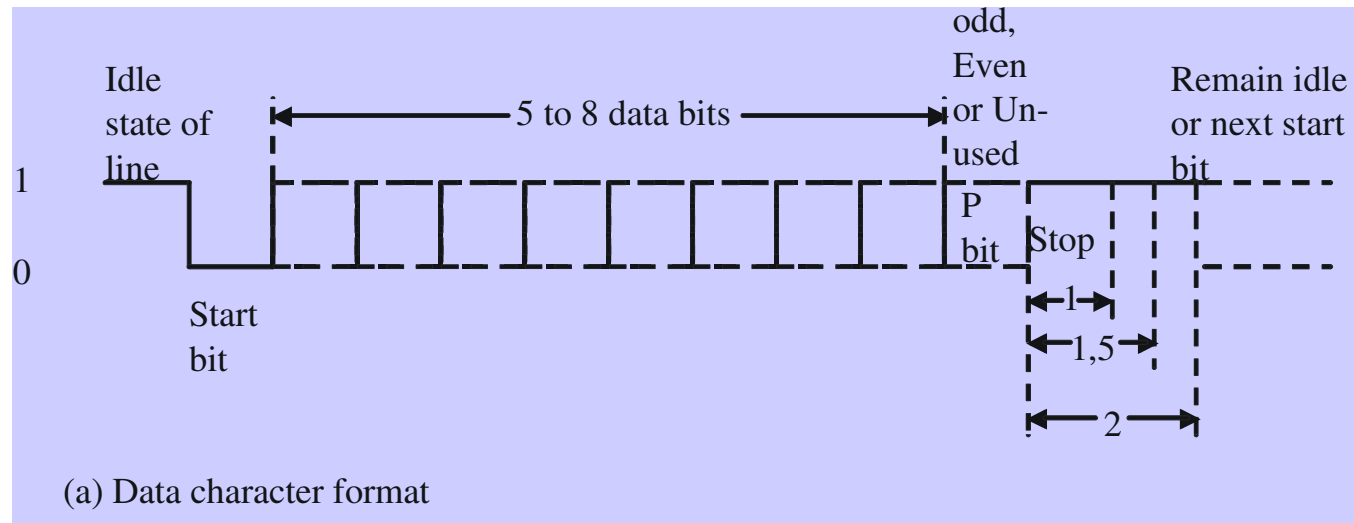 Idle
state of
line
5 to 8 data bits
odd,
Even
or Un-
used
Remain idle
or next start
bit
1
0
P
bit
Stop
Start
bit
1
1,5
2
(a) Data character format